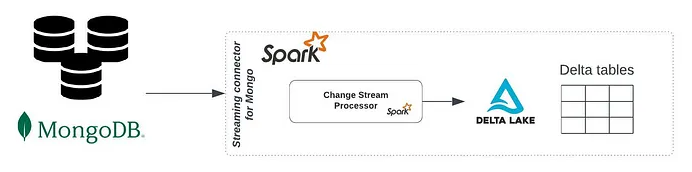 MongoDB®
Streaming connector
for Mongo
Spark
Change Stream
Processor
Spark
DELTA LAKE
Delta tables